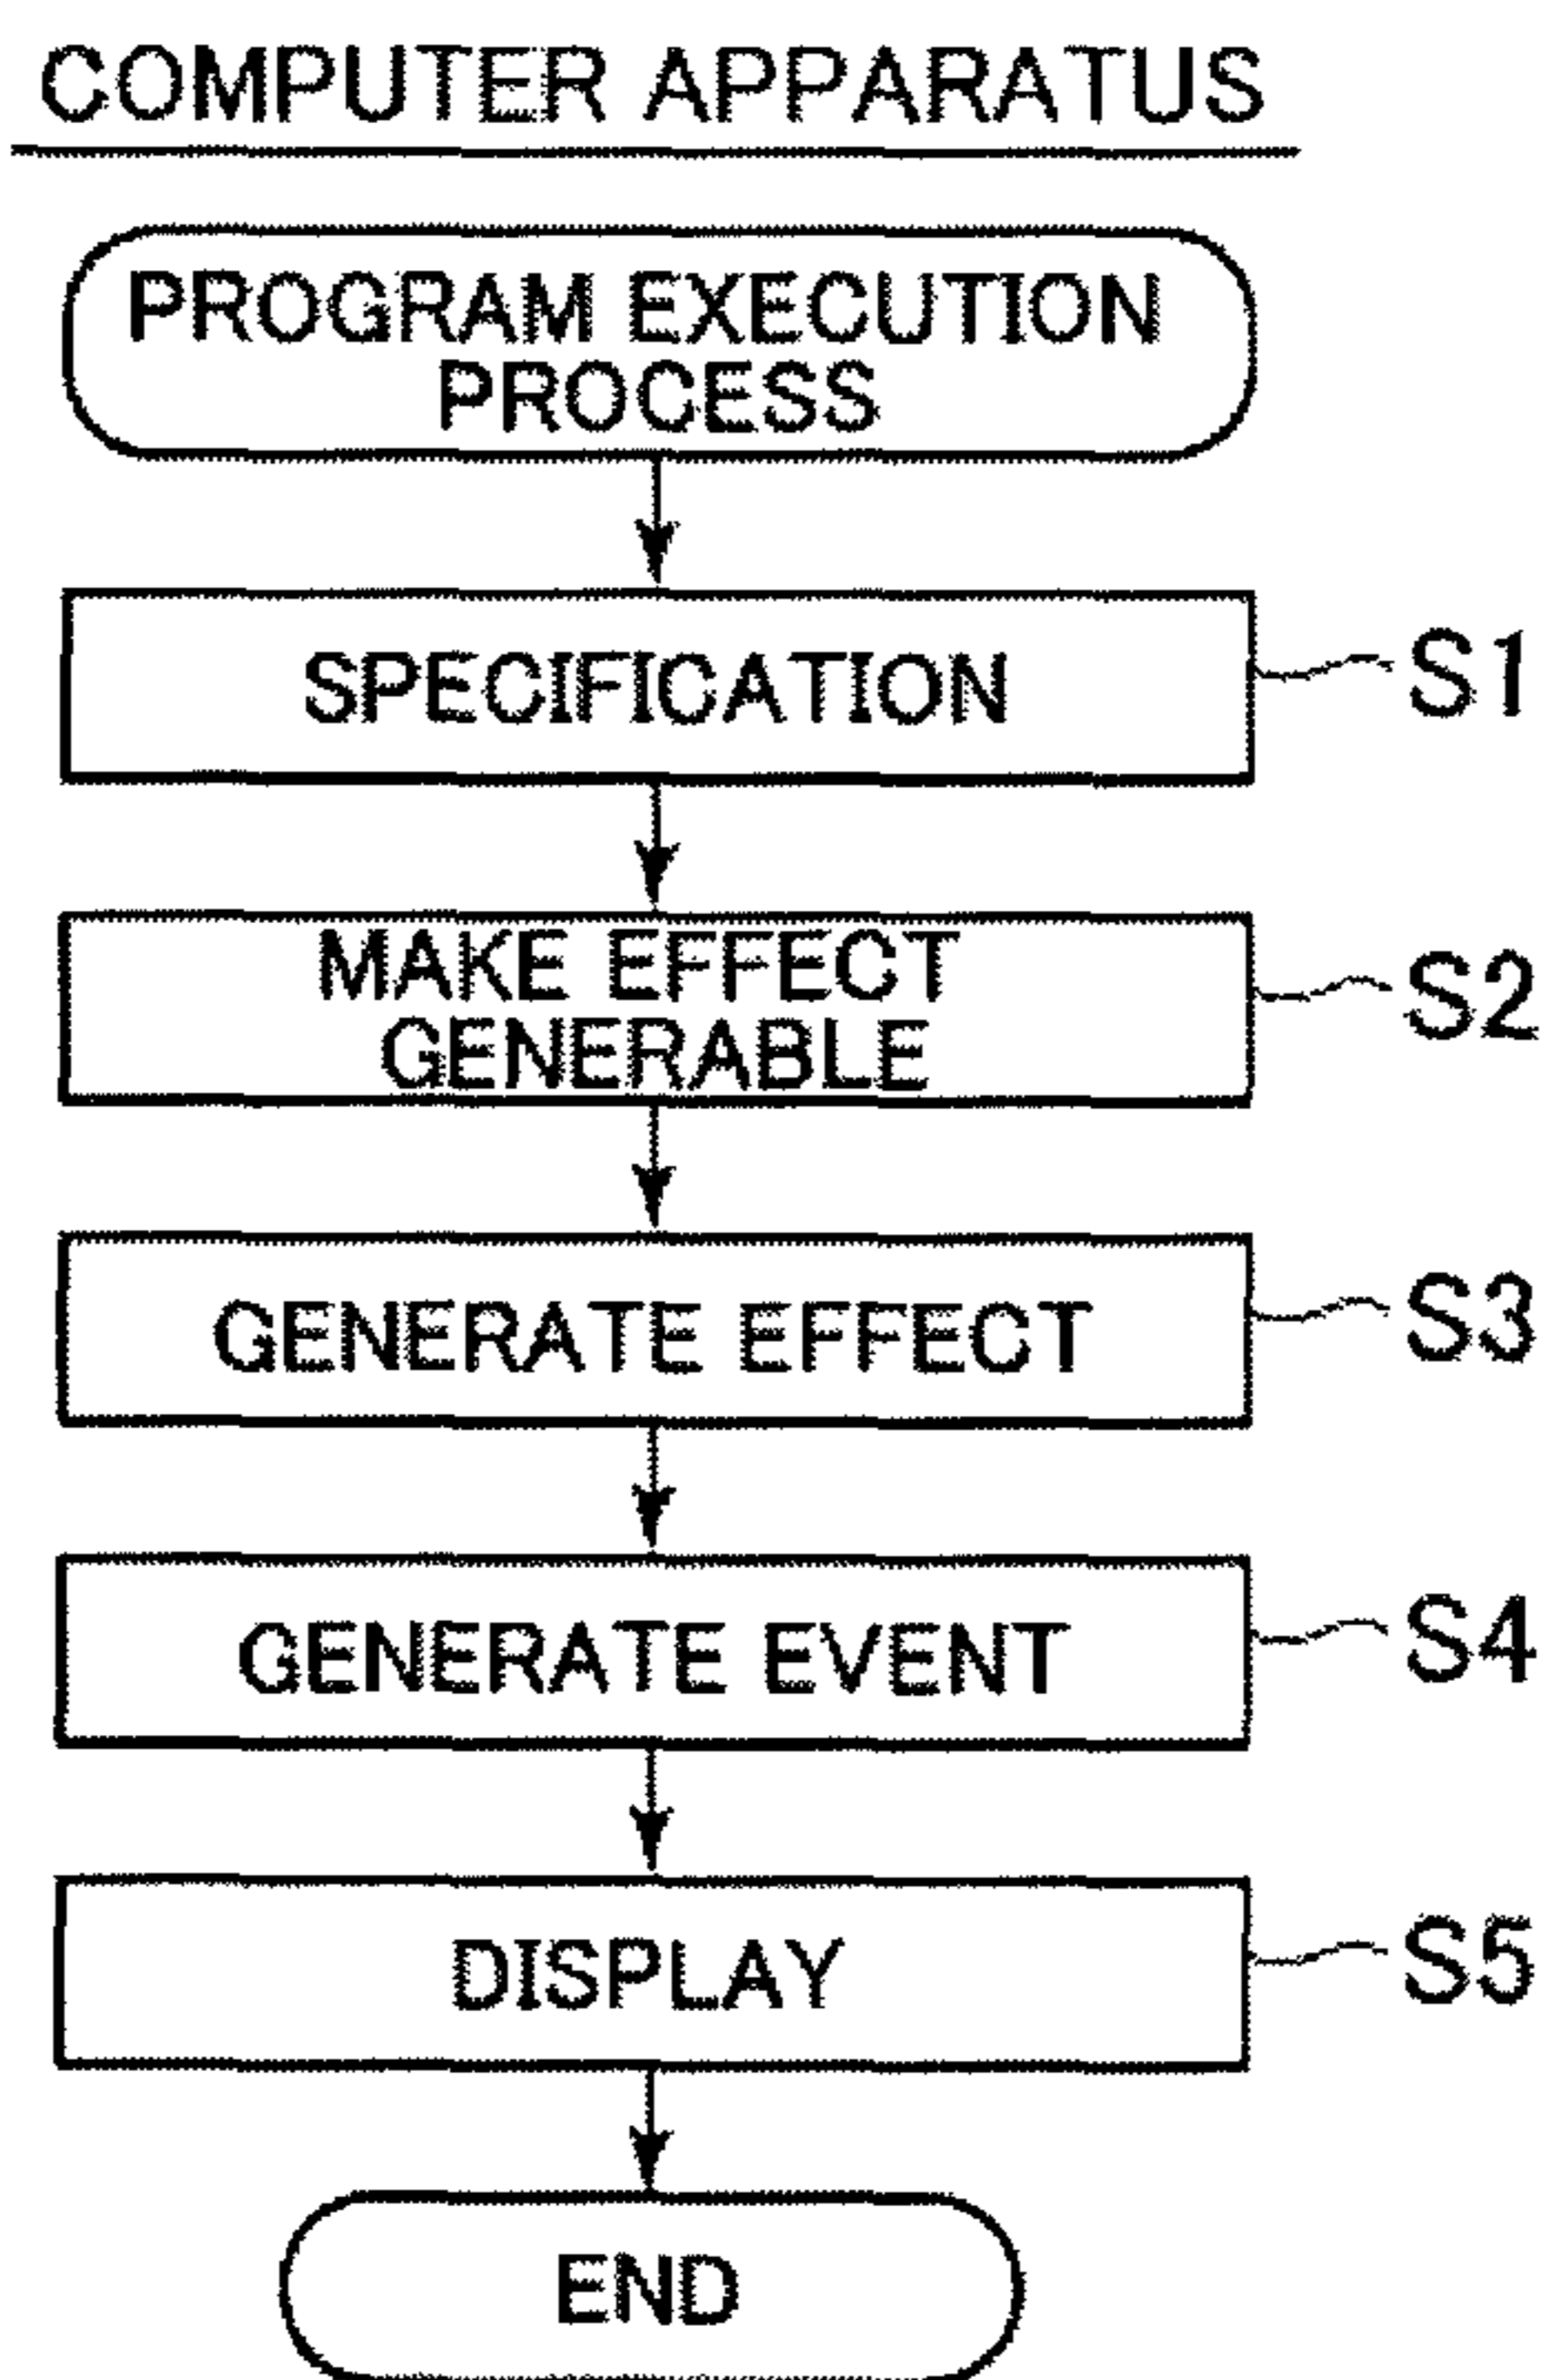 COMPUTER APPARATUS
PROGRAM EXECUTION
PROCESS
SPECIFICATION
S1
MAKE EFFECT
GENERABLE
S2
GENERATE EFFECT
S3
GENERATE EVENT
S4
DISPLAY
S5
END